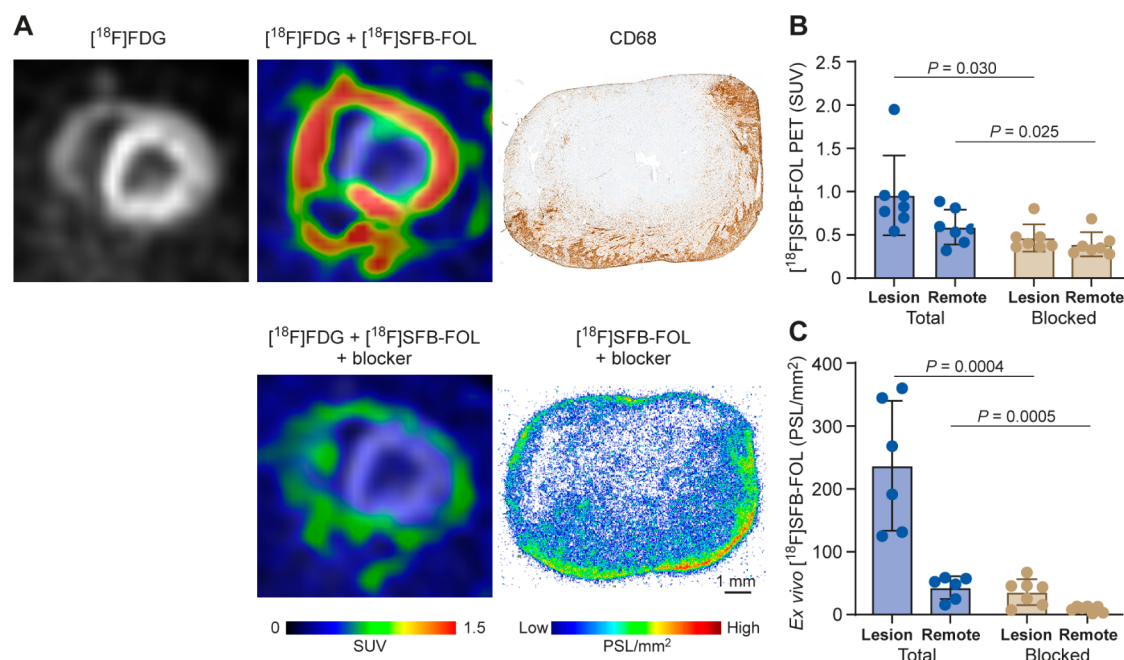 A
[¹⁸F]FDG
[¹⁸F]FDG + [¹⁸F]SFB-FOL
CD68
[¹⁸F]FDG + [¹⁸F]SFB-FOL
+ blocker
[¹⁸F]SFB-FOL
+ blocker
1 mm
0
1.5
SUV
Low
High
PSL/mm²
B
[¹⁸F]SFB-FOL PET (SUV)
2.5
2.0
1.5
1.0
0.5
0
P = 0.030
P = 0.025
Lesion Remote Lesion Remote
Total Blocked
C
Ex vivo [¹⁸F]SFB-FOL (PSL/mm²)
400
300
200
100
0
P = 0.0004
P = 0.0005
Lesion Remote Lesion Remote
Total Blocked